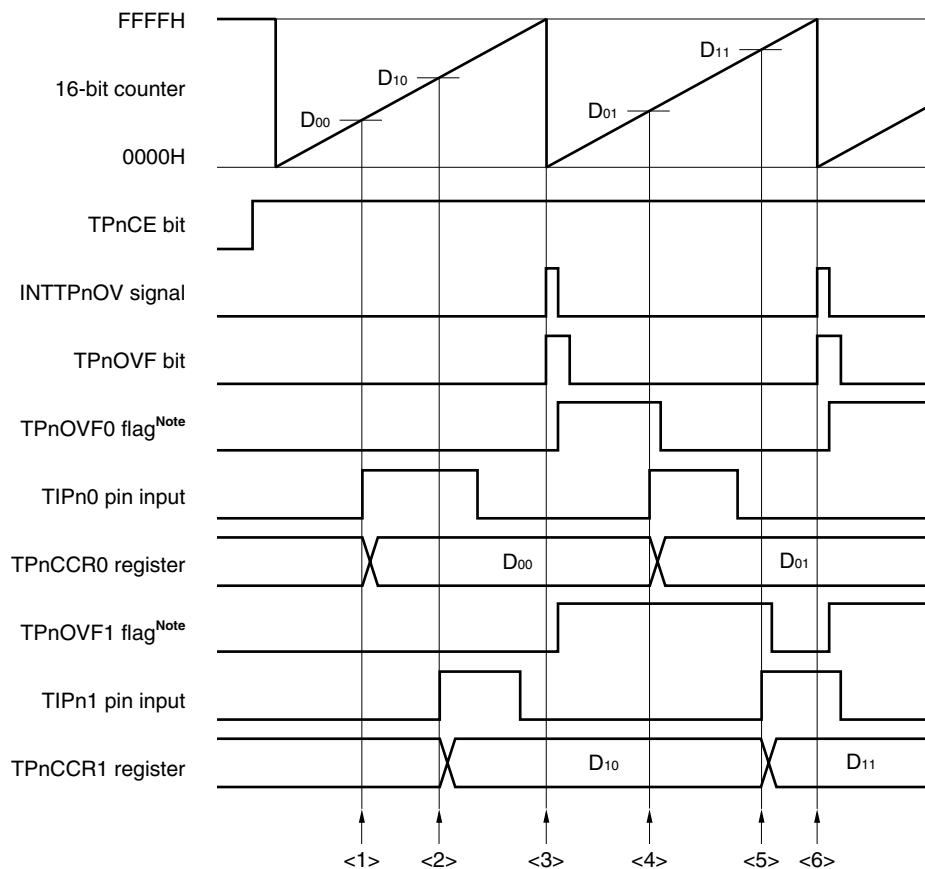 FFFFH
D11
D10
16-bit counter
D01
D00
0000H
TPnCE bit
INTTPnOV signal
TPnOVF bit
TPnOVF0 flagNote
TIPn0 pin input
TPnCCR0 register
D00
D01
TPnOVF1 flagNote
TIPn1 pin input
TPnCCR1 register
D10
D11
<1> <2> <3> <4> <5> <6>